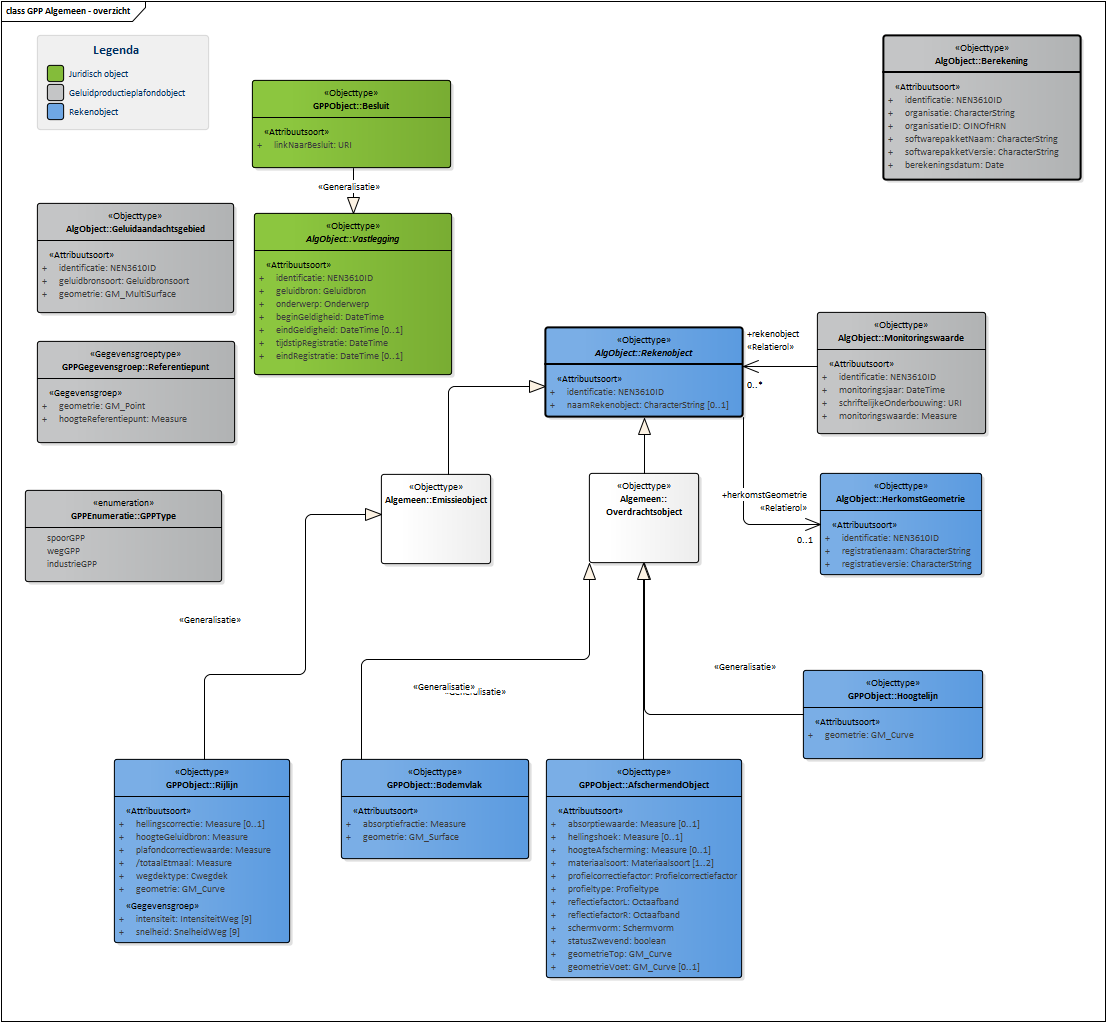 class GPP Algemeen - overzicht
Legenda
Juridisch object
Geluidproductieplafondobject
Rekenobject
«Objecttype»
GPPObject::Besluit
«Attribuutsoort»
+ linkNaarBesluit: URI
«Objecttype»
AlgObject::Berekening
«Attribuutsoort»
+ identificatie: NEN3610ID
+ organisatie: CharacterString
+ organisatieID: OINOfHRN
+ softwarepakketNaam: CharacterString
+ softwarepakketVersie: CharacterString
+ berekeningsdatum: Date
«Generalisatie»
«Objecttype»
AlgObject::Geluidaandachtsgebied
«Attribuutsoort»
+ identificatie: NEN3610ID
+ geluidbronsoort: Geluidbronsoort
+ geometrie: GM_MultiSurface
«Objecttype»
AlgObject::Vastlegging
«Attribuutsoort»
+ identificatie: NEN3610ID
+ geluidbron: Geluidbron
+ onderwerp: Onderwerp
+ beginGeldigheid: DateTime
+ eindGeldigheid: DateTime [0..1]
+ tijdstipRegistratie: DateTime
+ eindRegistratie: DateTime [0..1]
«Gegevensgroeptype»
GPPGegevensgroep::Referentiepunt
«Gegevensgroep»
+ geometrie: GM_Point
+ hoogteReferentiepunt: Measure
«Objecttype»
AlgObject::Rekenobject
«Attribuutsoort»
+ identificatie: NEN3610ID
+ naamRekenobject: CharacterString [0..1]
+rekenobject
«Relatierol»
0..*
«Objecttype»
AlgObject::Monitoringswaarde
«Attribuutsoort»
+ identificatie: NEN3610ID
+ monitoringsjaar: DateTime
+ schriftelijkeOnderbouwing: URI
+ monitoringswaarde: Measure
«enumeration»
GPPEnumeratie::GPPType
spoorGPP
wegGPP
industrieGPP
«Objecttype»
Algemeen::Emissieobject
«Objecttype»
Algemeen::
Overdrachtsobject
+herkomstGeometrie
«Relatierol»
0..1
«Objecttype»
AlgObject::HerkomstGeometrie
«Attribuutsoort»
+ identificatie: NEN3610ID
+ registratienaam: CharacterString
+ registratieversie: CharacterString
«Generalisatie»
«Generalisatie»
«Generalisatie»
«Generalisatie»
«Objecttype»
GPPObject::Hoogtelijn
«Attribuutsoort»
+ geometrie: GM_Curve
«Objecttype»
GPPObject::Rijlijn
«Attribuutsoort»
+ hellingscorrectie: Measure [0..1]
+ hoogteGeluidbron: Measure
+ plafondcorrectiewaarde: Measure
+ /totaalEtmaal: Measure
+ wegdektype: Cwegdek
+ geometrie: GM_Curve
«Gegevensgroep»
+ intensiteit: IntensiteitWeg [9]
+ snelheid: SnelheidWeg [9]
«Objecttype»
GPPObject::Bodemvlak
«Attribuutsoort»
+ absorptiefractie: Measure
+ geometrie: GM_Surface
«Objecttype»
GPPObject::AfschermendObject
«Attribuutsoort»
+ absorptiewaarde: Measure [0..1]
+ hellingshoek: Measure [0..1]
+ hoogteAfscherming: Measure [0..1]
+ materiaalsoort: Materiaalsoort [1..2]
+ profielcorrectiefactor: Profielcorrectiefactor
+ profieltype: Profieltype
+ reflectiefactorL: Octaafband
+ reflectiefactorR: Octaafband
+ schermvorm: Schermvorm
+ statusZwevend: boolean
+ geometrieTop: GM_Curve
+ geometrieVoet: GM_Curve [0..1]